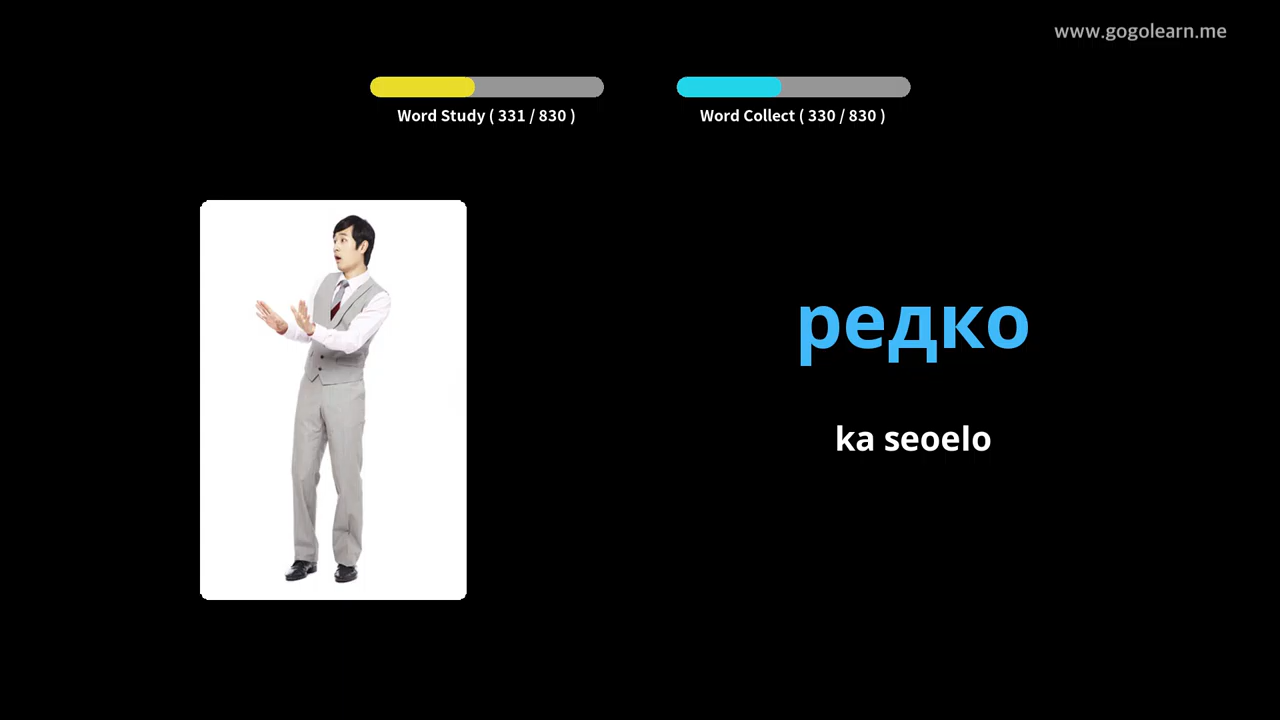 www.gogolearn.me
Word Study ( 331 / 830 )
Word Collect ( 330 / 830 )
редко
ka seoelo